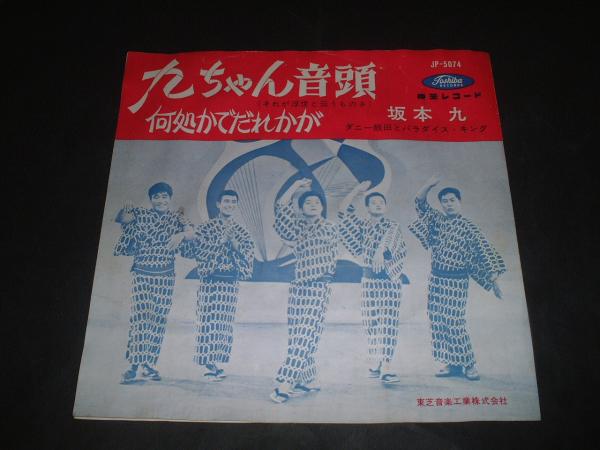 JP-5074
Toshiba
RECORDS
東芝レコード
九ちゃん音頭
(それが浮世と云うものさ)
何処かでだれかが
坂本 九
ダニー飯田とパラダイス・キング
東芝音楽工業株式会社